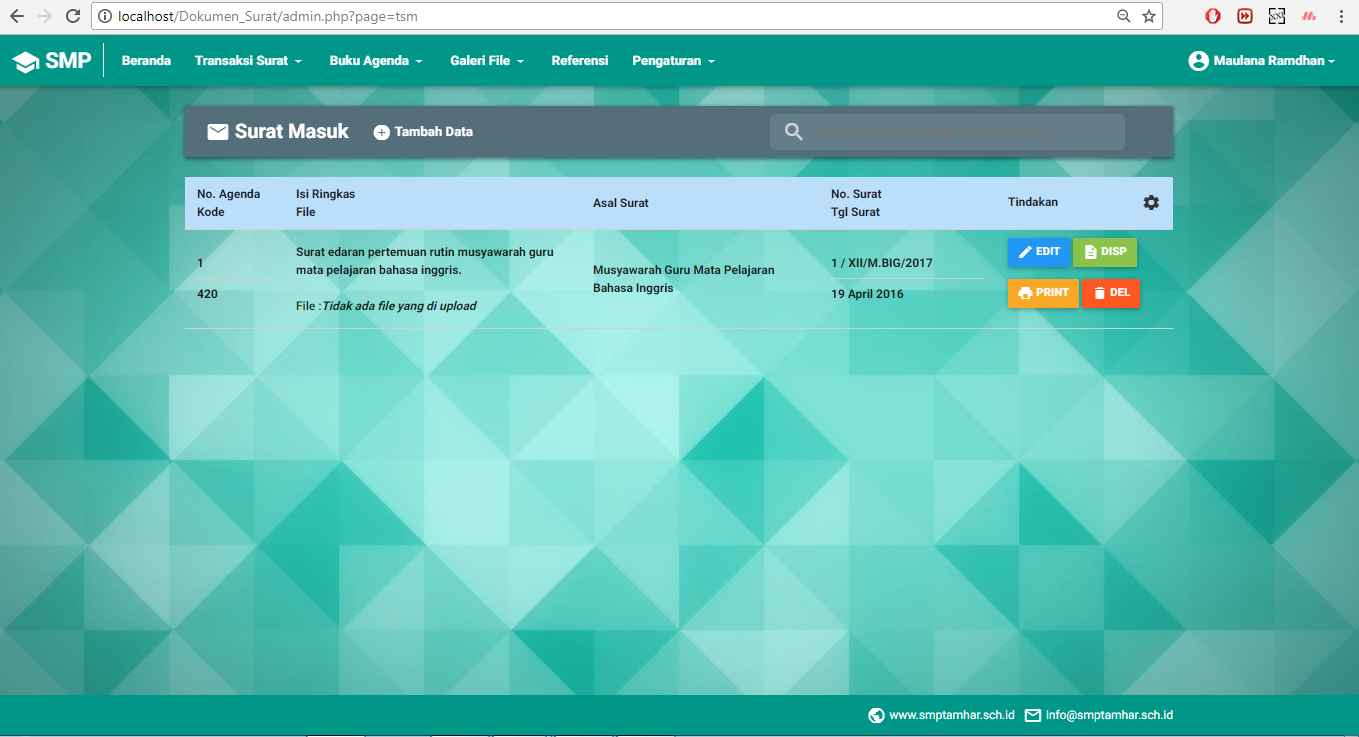 localhost/Dokumen_Surat/admin.php?page=tsm
SMP
Beranda
Transaksi Surat
Buku Agenda
Galeri File
Referensi
Pengaturan
Maulana Ramdhan
Surat Masuk
Tambah Data
No. Agenda
Kode
Isi Ringkas
File
Asal Surat
No. Surat
Tgl Surat
Tindakan
1
420
Surat edaran pertemuan rutin musyawarah guru
mata pelajaran bahasa inggris.
File :Tidak ada file yang di upload
Musyawarah Guru Mata Pelajaran
Bahasa Inggris
1 / XII/M.BIG/2017
19 April 2016
EDIT
DISP
PRINT
DEL
www.smptamhar.sch.id
info@smptamhar.sch.id